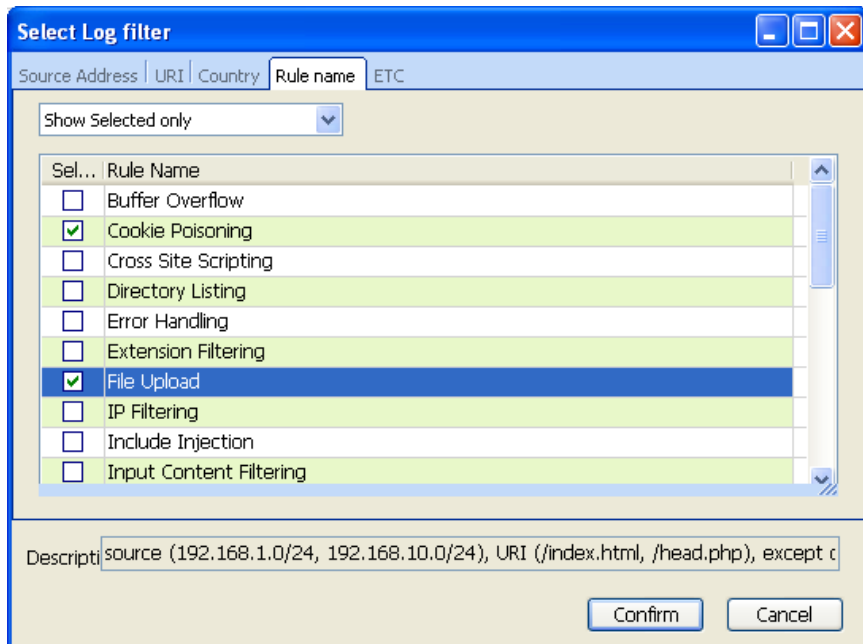 Select Log filter
Source Address URI Country Rule name ETC
Show Selected only
Sel... Rule Name
Buffer Overflow
Cookie Poisoning
Cross Site Scripting
Directory Listing
Error Handling
Extension Filtering
File Upload
IP Filtering
Include Injection
Input Content Filtering
Descripti source (192.168.1.0/24, 192.168.10.0/24), URI (/index.html, /head.php), except
Confirm Cancel